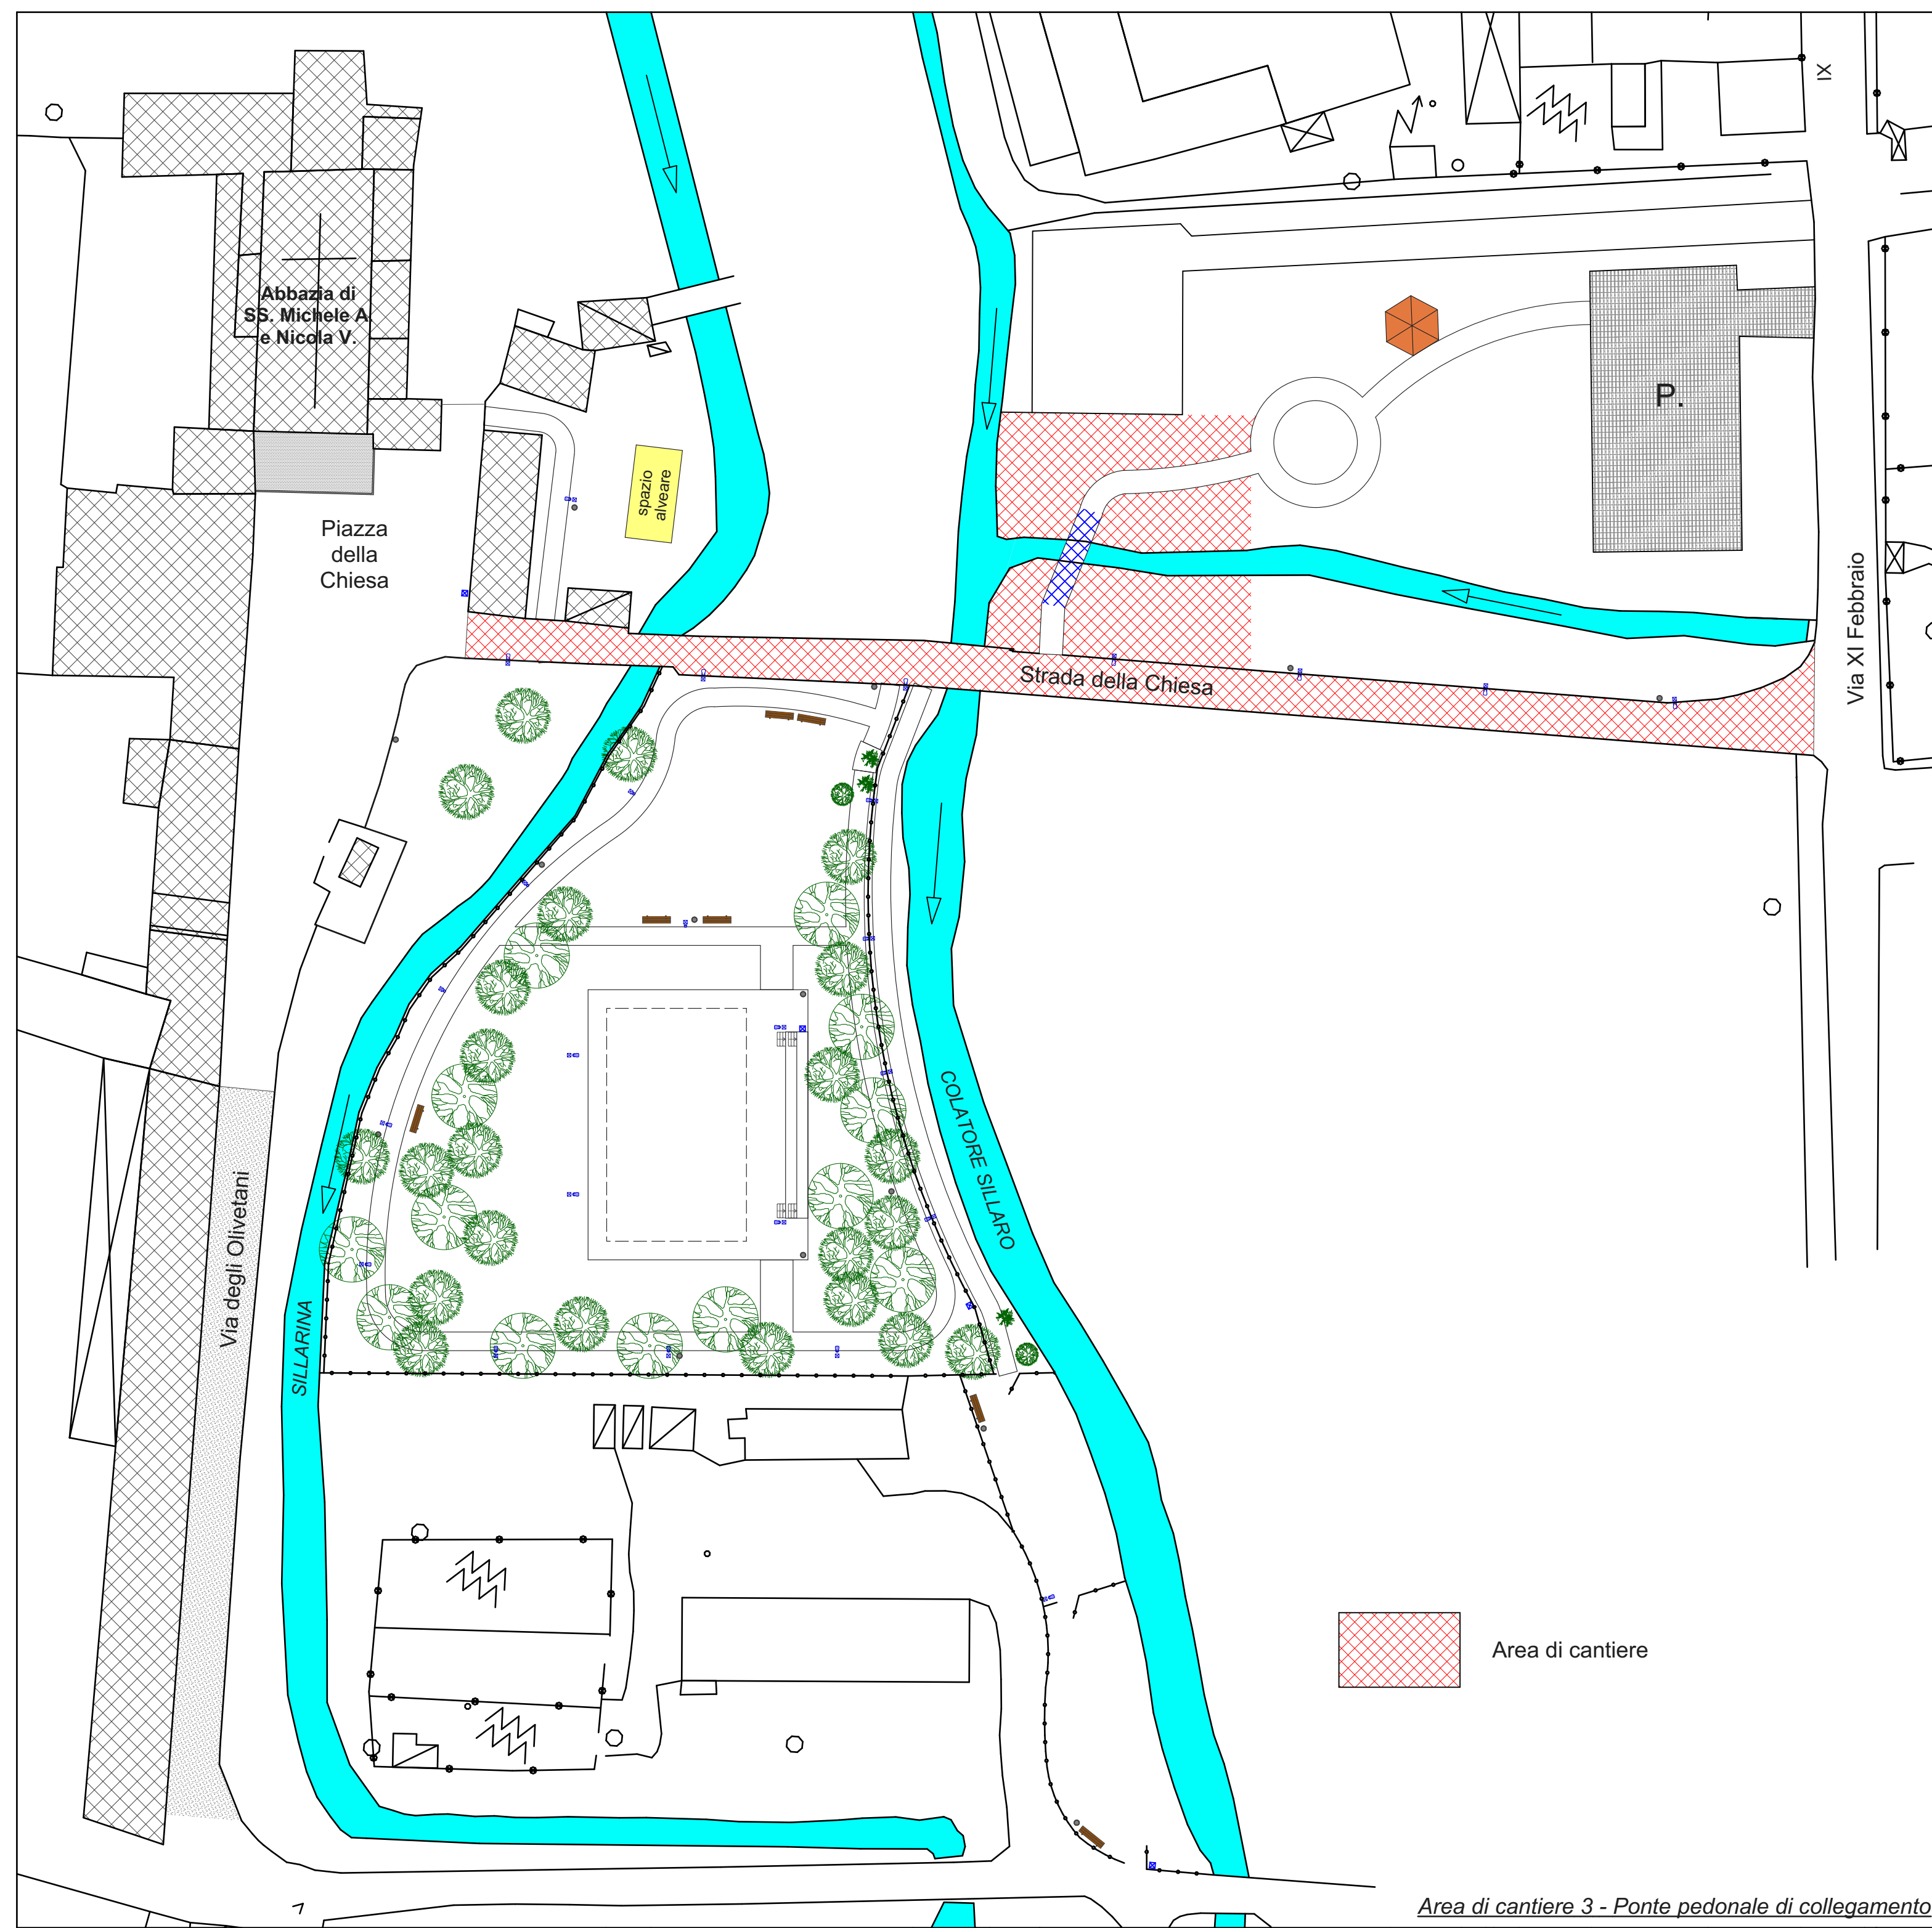 IX
Abbazia di
SS. Michele A.
e Nicola V.
P.
spazio
alveare
Piazza
della
Chiesa
Via XI Febbraio
Strada della Chiesa
COLATORE SILLARO
Via degli Olivetani
SILLARINA
Area di cantiere
Area di cantiere 3 - Ponte pedonale di collegamento